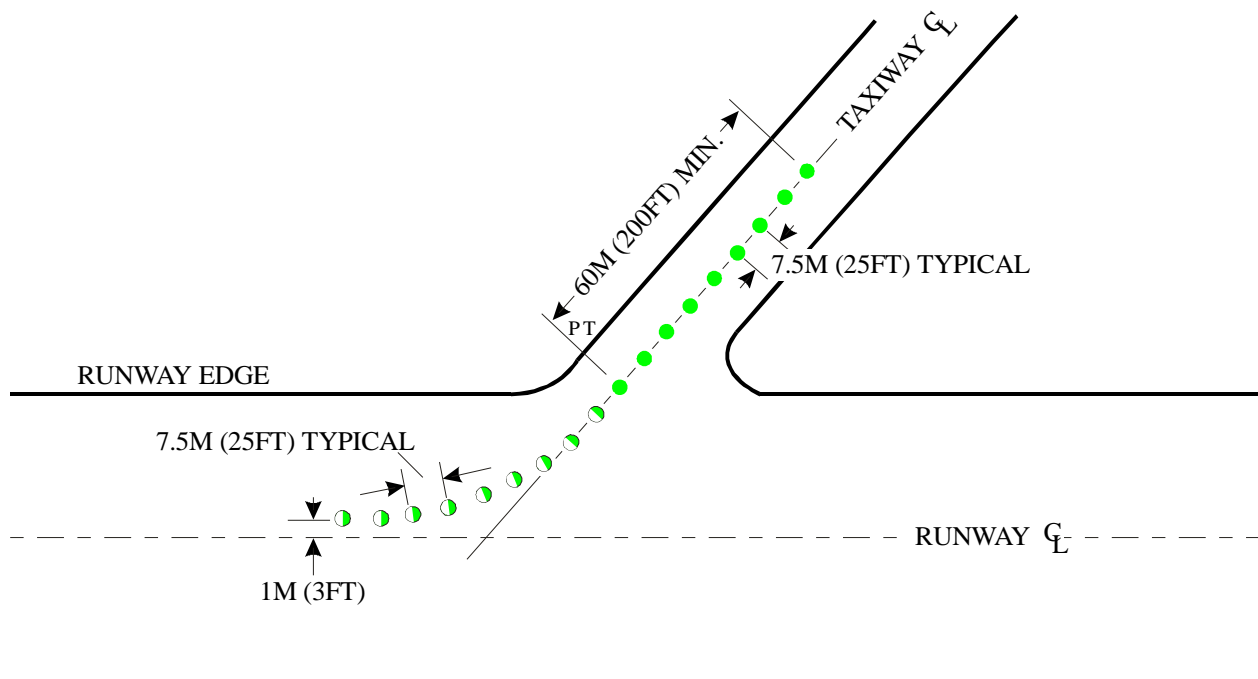 TAXIWAY ℄
60M (200FT) MIN.
PT
7.5M (25FT) TYPICAL
RUNWAY EDGE
7.5M (25FT) TYPICAL
RUNWAY ℄
1M (3FT)